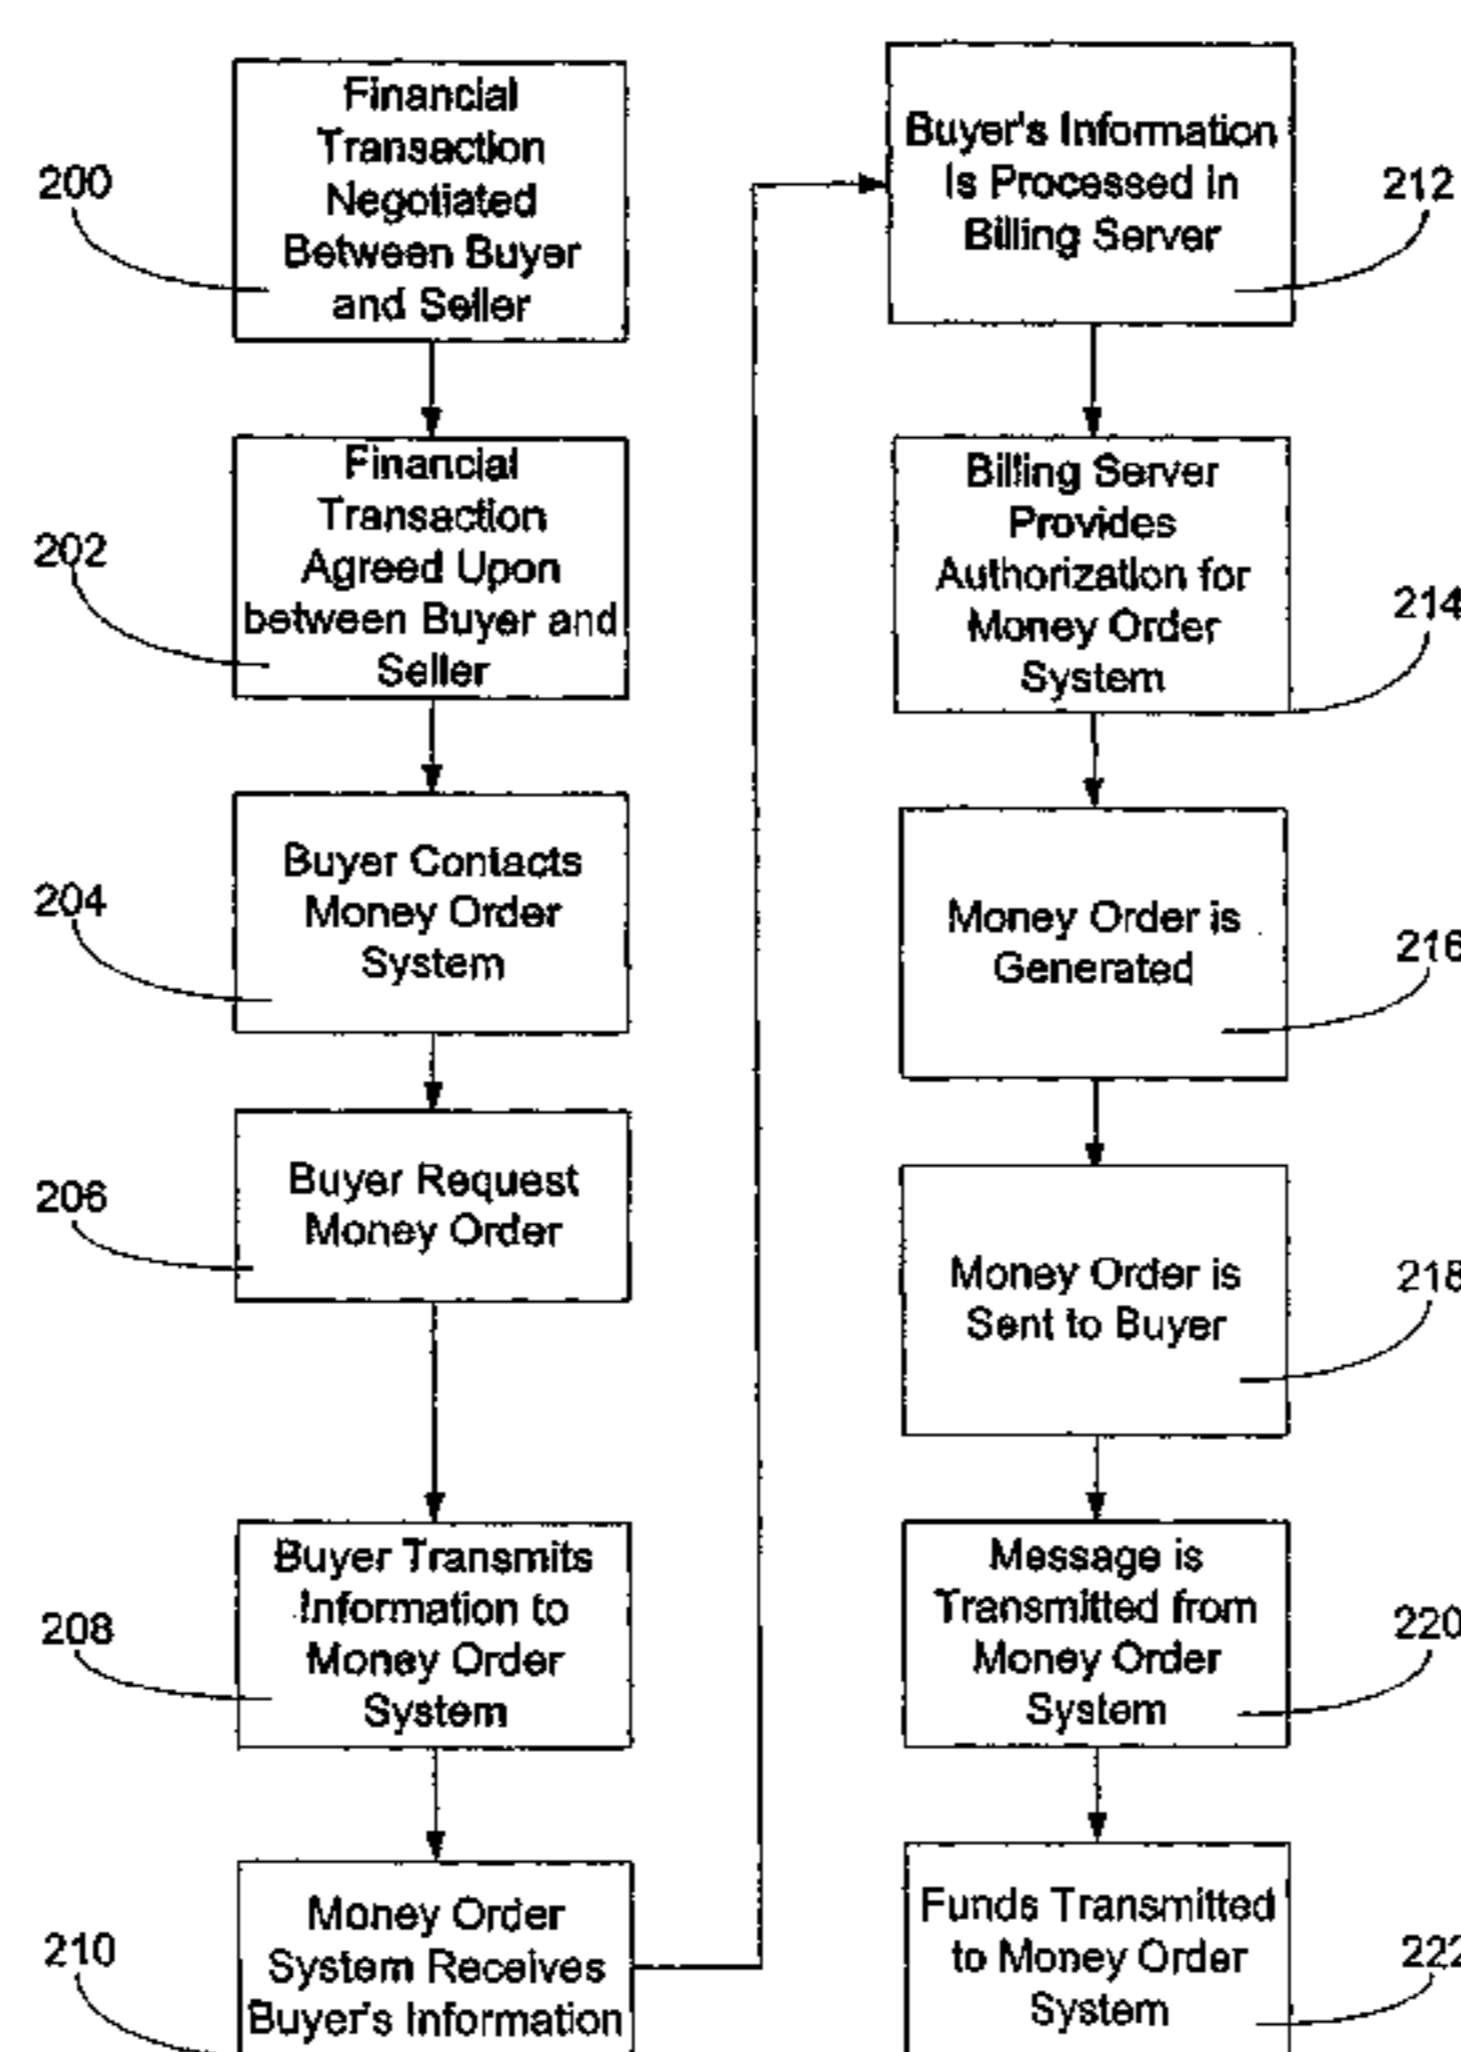 200
Financial
Transaction
Negotiated
Between Buyer
and Seller
202
Financial
Transaction
Agreed Upon
between Buyer and
Seller
204
Buyer Contacts
Money Order
System
206
Buyer Request
Money Order
208
Buyer Transmits
Information to
Money Order
System
210
Money Order
System Receives
Buyer's Information
Buyer's Information
Is Processed in
Billing Server
212
Billing Server
Provides
Authorization for
Money Order
System
214
Money Order is
Generated
216
Money Order is
Sent to Buyer
218
Message is
Transmitted from
Money Order
System
220
Funds Transmitted
to Money Order
System
222